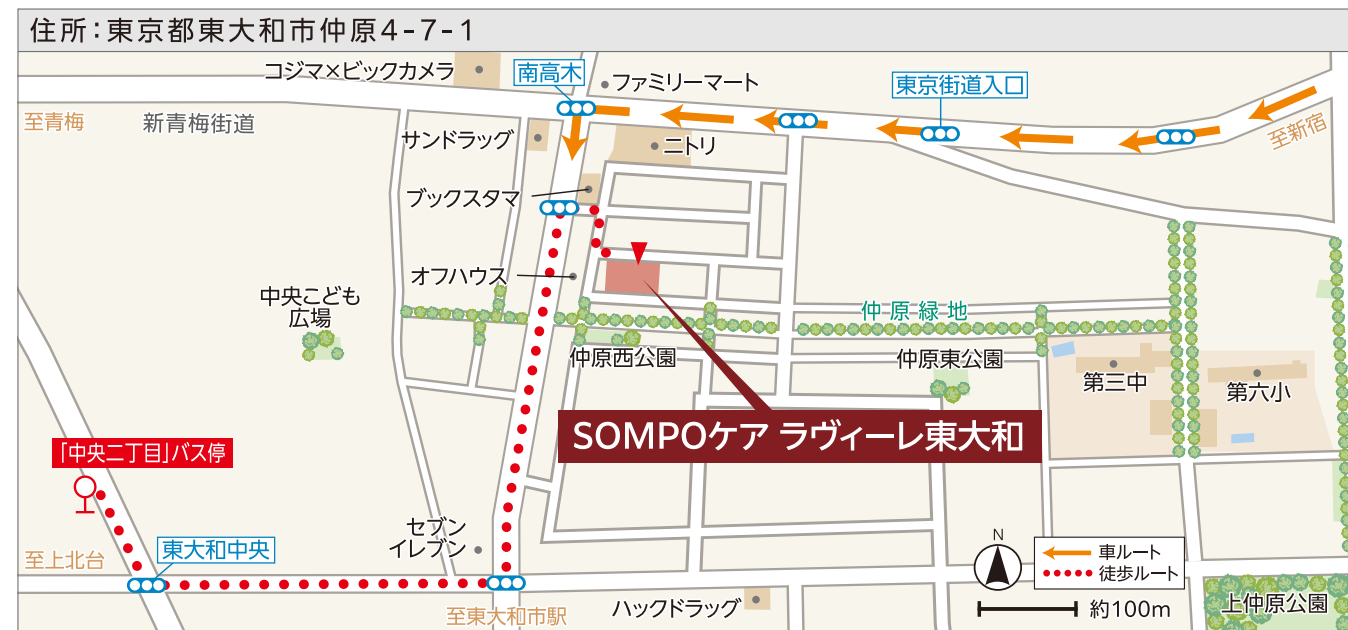 住所：東京都東大和市仲原4-7-1
コジマ×ビックカメラ
南高木
ファミリーマート
東京街道入口
至青梅
新青梅街道
至新宿
サンドラッグ
ニトリ
ブックスタマ
オフハウス
中央こども
広場
仲原緑地
仲原西公園
仲原東公園
第三中
第六小
SOMPOケア ラヴィーレ東大和
「中央二丁目」バス停
セブン
イレブン
東大和中央
至上北台
N
車ルート
徒歩ルート
約100m
ハックドラッグ
至東大和市駅
上仲原公園